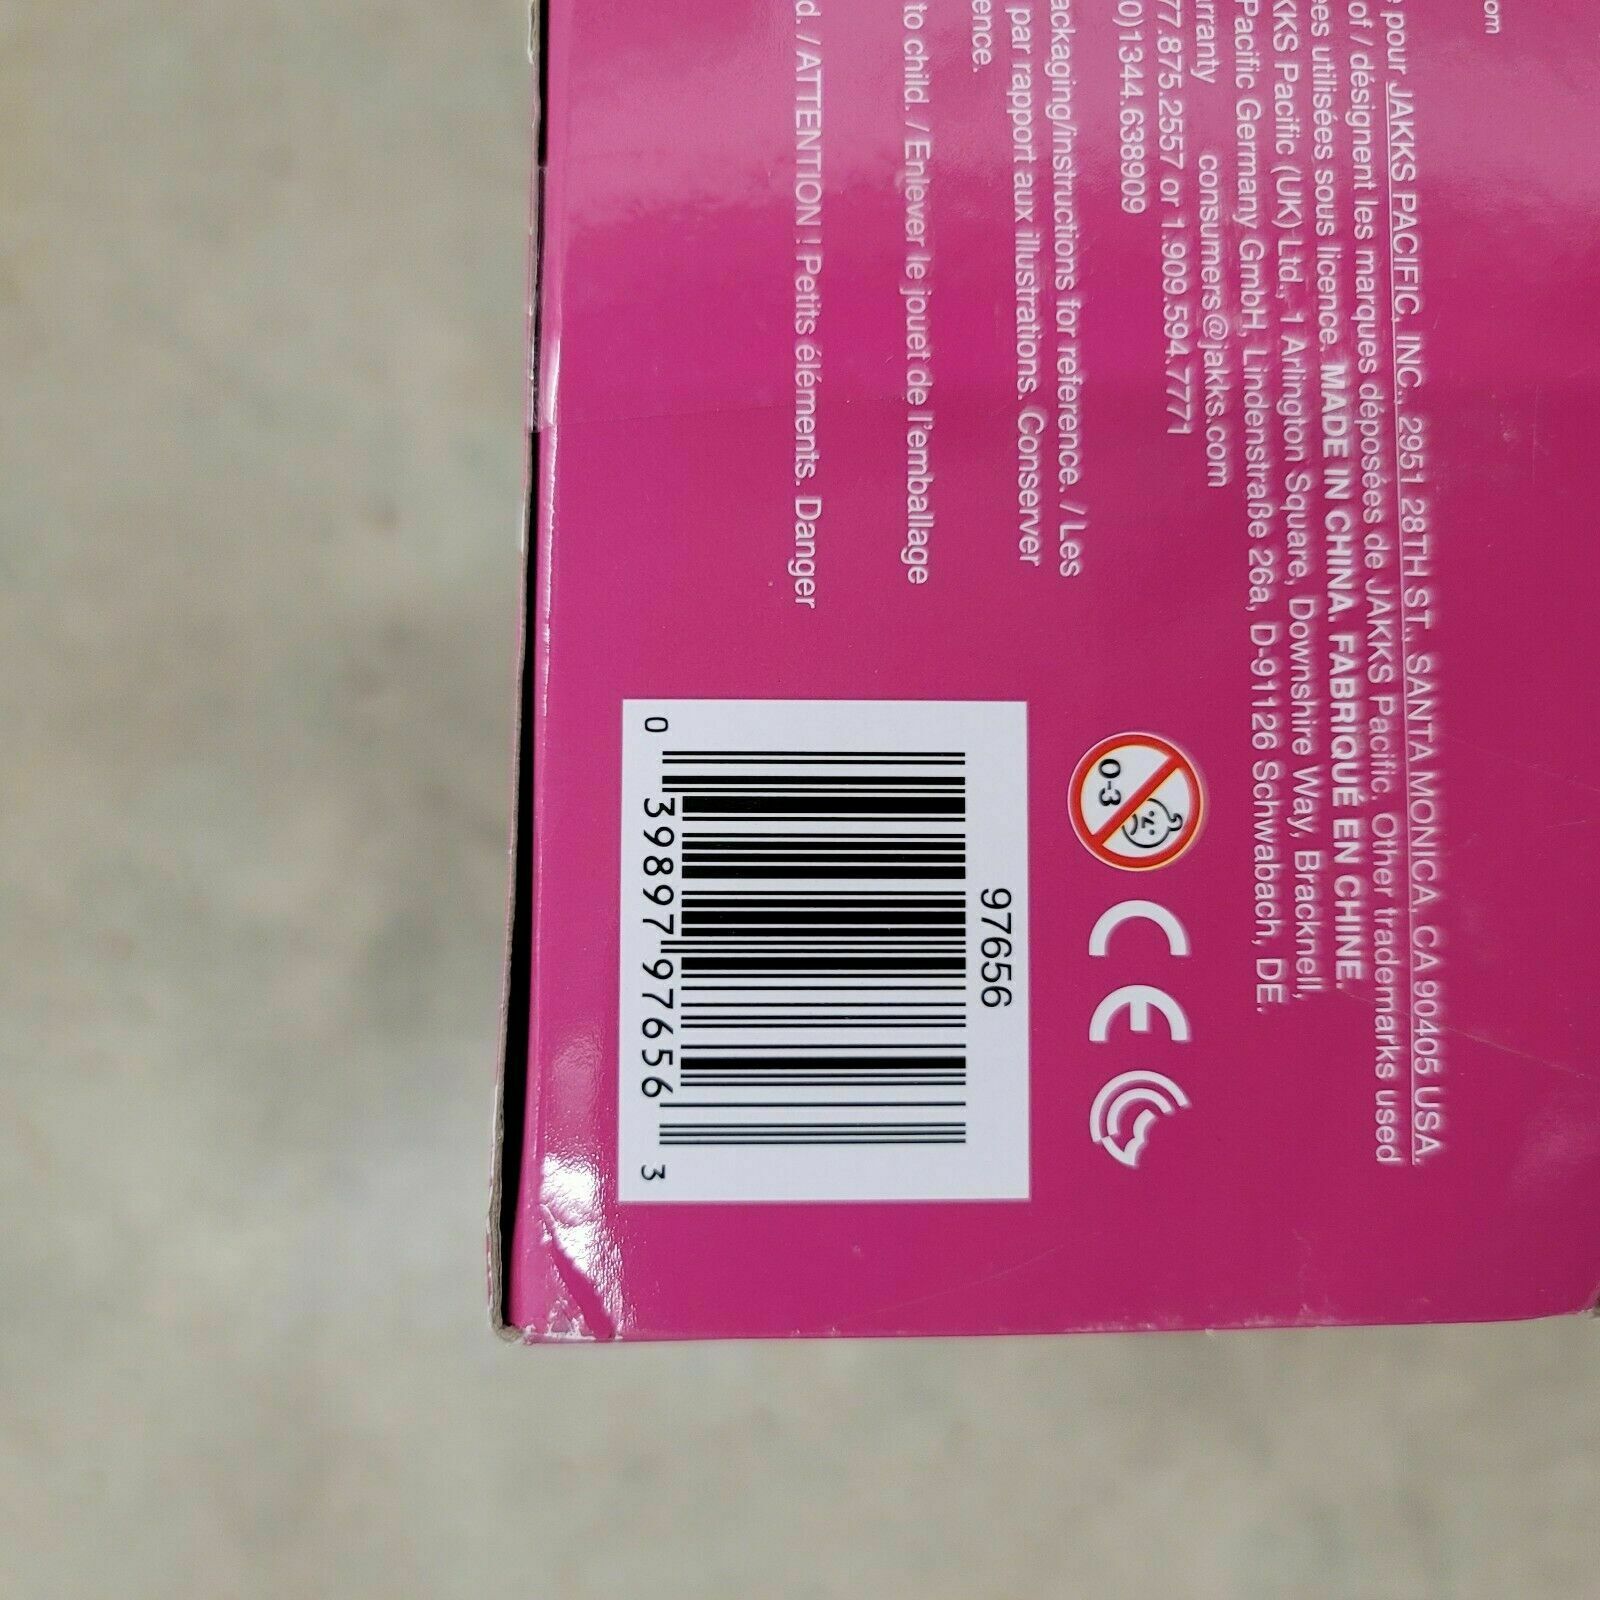 om
pour JAKKS PACIFIC, INC., 2951 28TH ST., SANTA MONICA, CA 90405 USA.
of / désignent les marques déposées de JAKKS Pacific. Other trademarks used
utilisées sous licence. MADE IN CHINA. FABRIQUÉ EN CHINE.
KKS Pacific (UK) Ltd., 1 Arlington Square, Downshire Way, Bracknell,
Pacific Germany GmbH, Lindenstraße 26a, D-91126 Schwabach, DE.
rranty consumers@jakks.com
77.875.2557 or 1.909.594.7771
0)1344.638909
ackaging/instructions for reference. / Les
par rapport aux illustrations. Conserver
ence.
to child. / Enlever le jouet de l'emballage
d. / ATTENTION ! Petits éléments. Danger
0-3
CE
97656
0 39897 97656 3